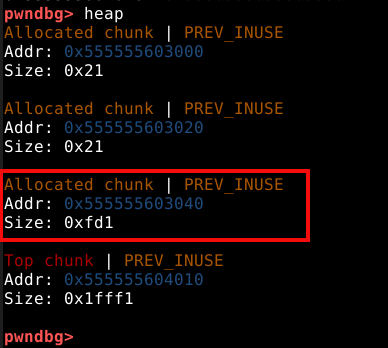 pwndbg> heap
Allocated chunk | PREV_INUSE
Addr: 0x555555603000
Size: 0x21
Allocated chunk | PREV_INUSE
Addr: 0x555555603020
Size: 0x21
Allocated chunk | PREV_INUSE
Addr: 0x555555603040
Size: 0xfd1
Top chunk | PREV_INUSE
Addr: 0x555555604010
Size: 0x1fff1
pwndbg>